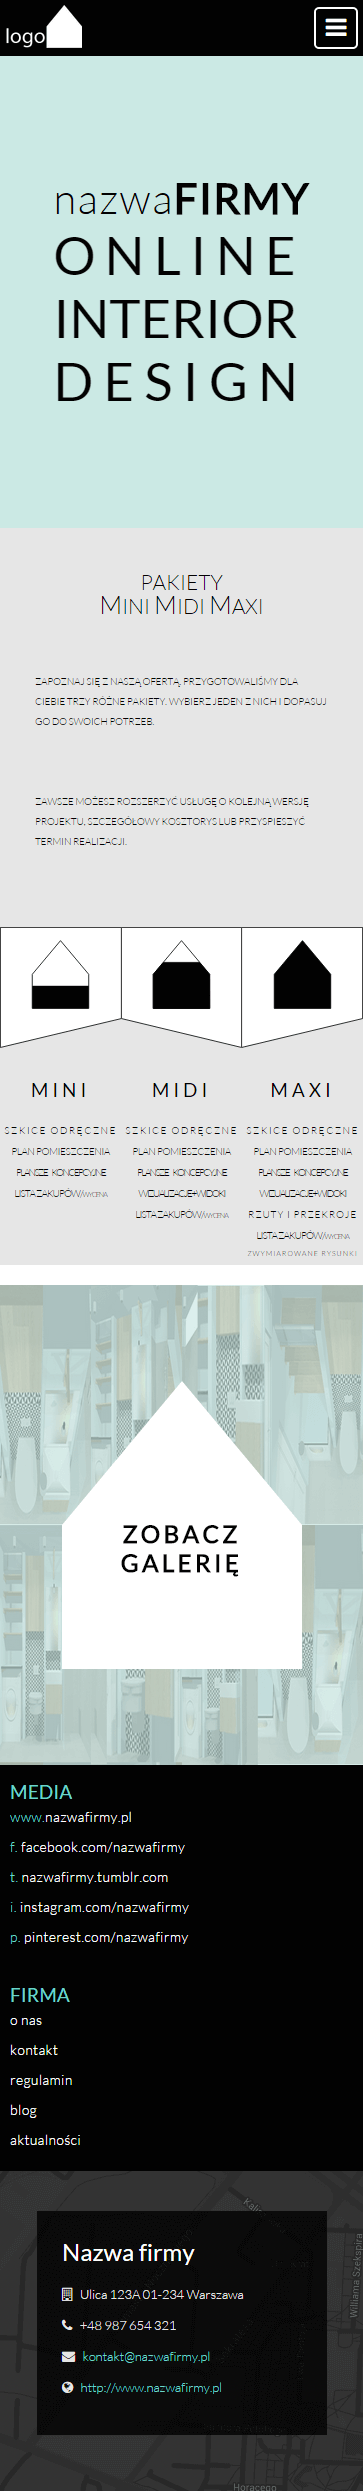 logo
nazwaFIRMY
ONLINE
INTERIOR
DESIGN
PAKIETY
MINI MIDI MAXI
ZAPOZNAJ SIĘ Z NASZĄ OFERTĄ, PRZYGOTOWALIŚMY DLA
CIEBIE TRZY RÓŻNE PAKIETY. WYBIERZ JEDEN Z NICH I DOPASUJ
GO DO SWOICH POTRZEB.
ZAWSZE MOŻESZ ROZSZERZYĆ USŁUGĘ O KOLEJNĄ WERSJĘ
PROJEKTU, SZCZEGÓŁOWY KOSZTORYS LUB PRZYSPIESZYĆ
TERMIN REALIZACJI.
MINI
SZKICE ODRĘCZNE
PLAN POMIESZCZENIA
PLANSZE KONCEPCYJNE
LISTA ZAKUPÓW/WYCENA
MIDI
SZKICE ODRĘCZNE
PLAN POMIESZCZENIA
PLANSZE KONCEPCYJNE
WIZUALIZACJE+WIDOKI
LISTA ZAKUPÓW/WYCENA
MAXI
SZKICE ODRĘCZNE
PLAN POMIESZCZENIA
PLANSZE KONCEPCYJNE
WIZUALIZACJE+WIDOKI
RZUTY I PRZEKROJE
LISTA ZAKUPÓW/WYCENA
ZWYMIAROWANE RYSUNKI
ZOBACZ
GALERIĘ
MEDIA
www.nazwafirmy.pl
f. facebook.com/nazwafirmy
t. nazwafirmy.tumblr.com
i. instagram.com/nazwafirmy
p. pinterest.com/nazwafirmy
FIRMA
o nas
kontakt
regulamin
blog
aktualności
Nazwa firmy
Ulica 123A 01-234 Warszawa
+48 987 654 321
kontakt@nazwafirmy.pl
http://www.nazwafirmy.pl
Williama Szekspira
Horacego